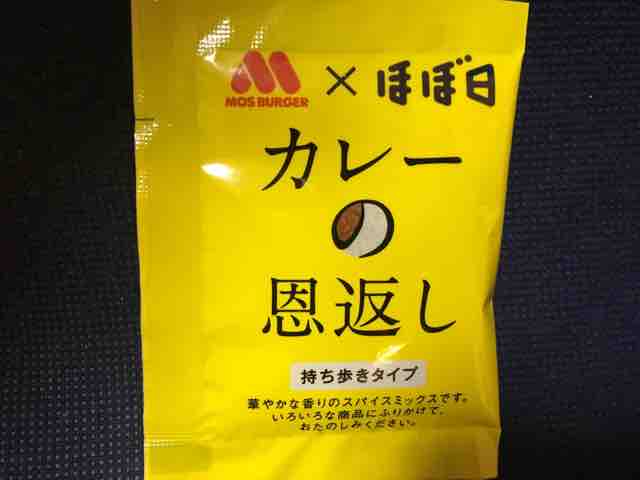 MOS BURGER × ほぼ日
カレー
の
恩返し
持ち歩きタイプ
華やかな香りのスパイスミックスです。
いろいろな商品にふりかけて、
おたのしみください。